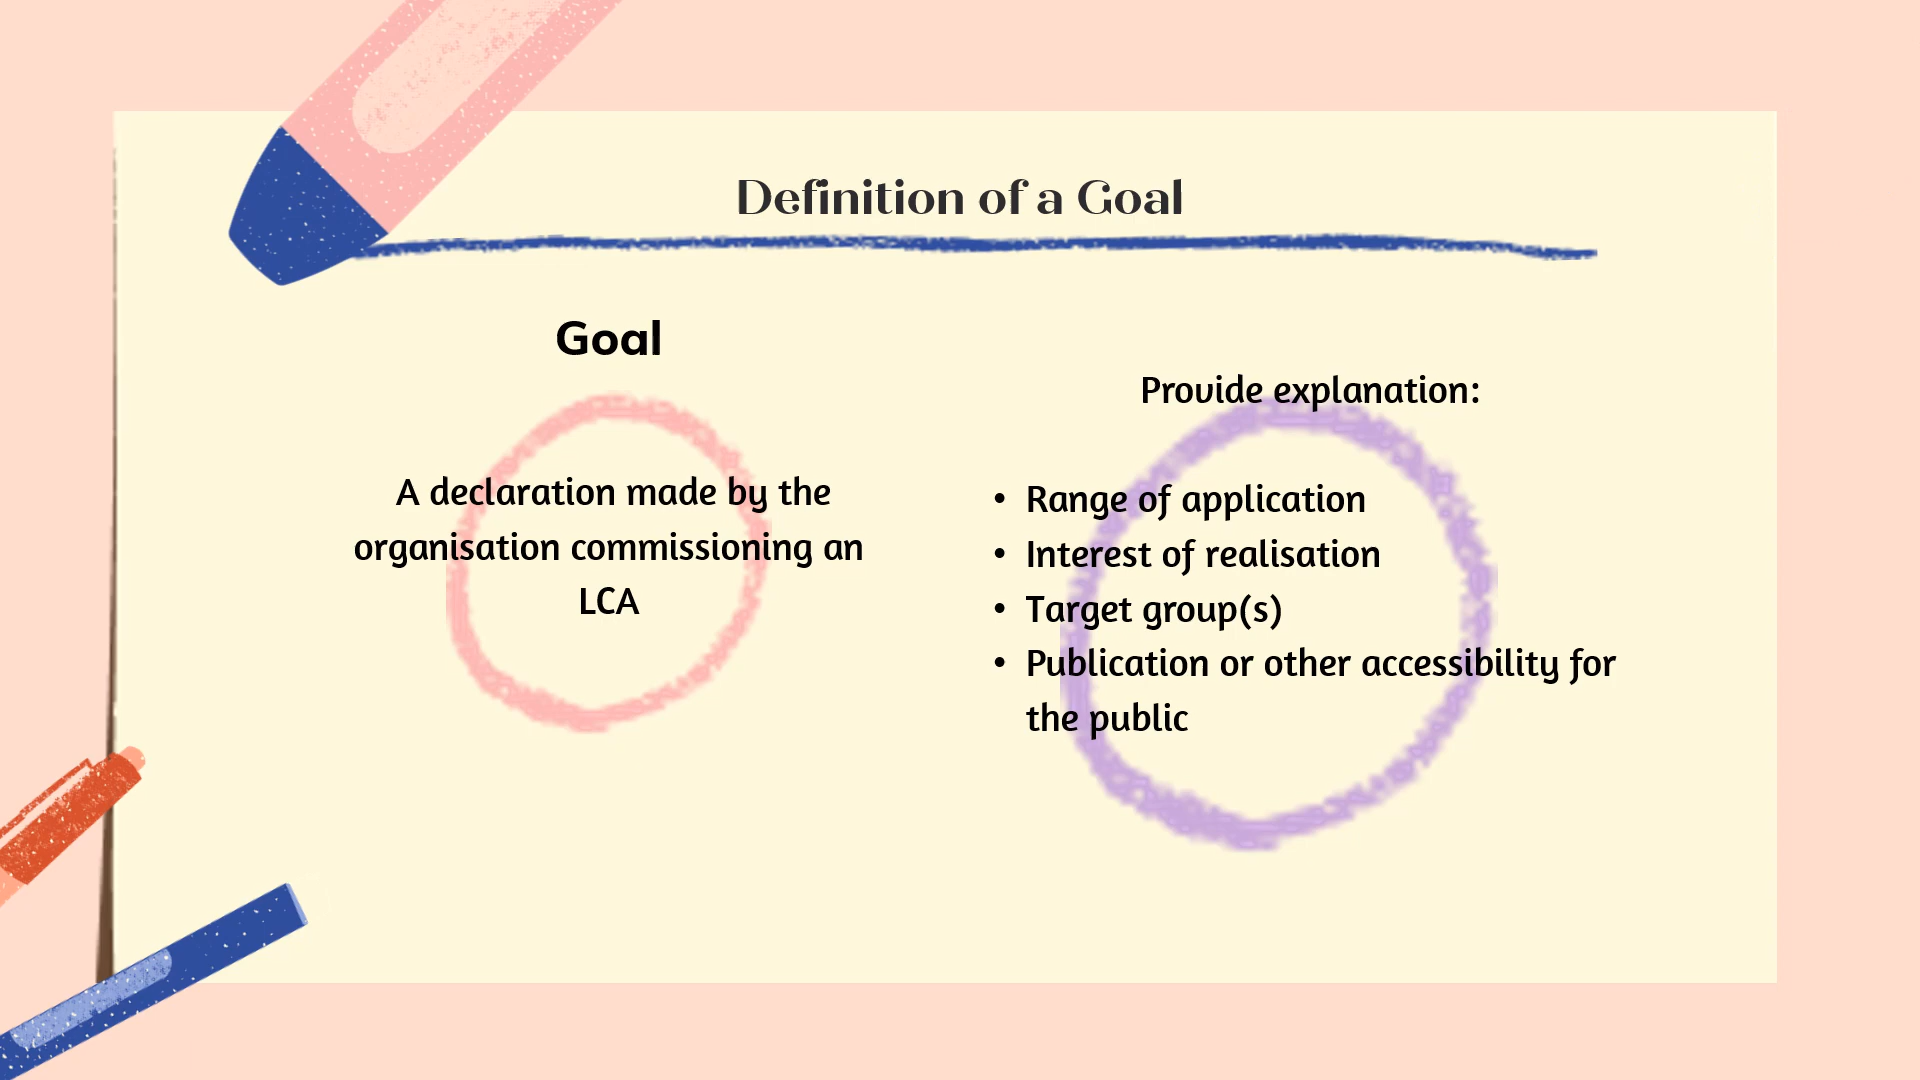 Definition of a Goal
Goal
A declaration made by the
organisation commissioning an
LCA
Provide explanation:
• Range of application
• Interest of realisation
• Target group(s)
• Publication or other accessibility for
the public